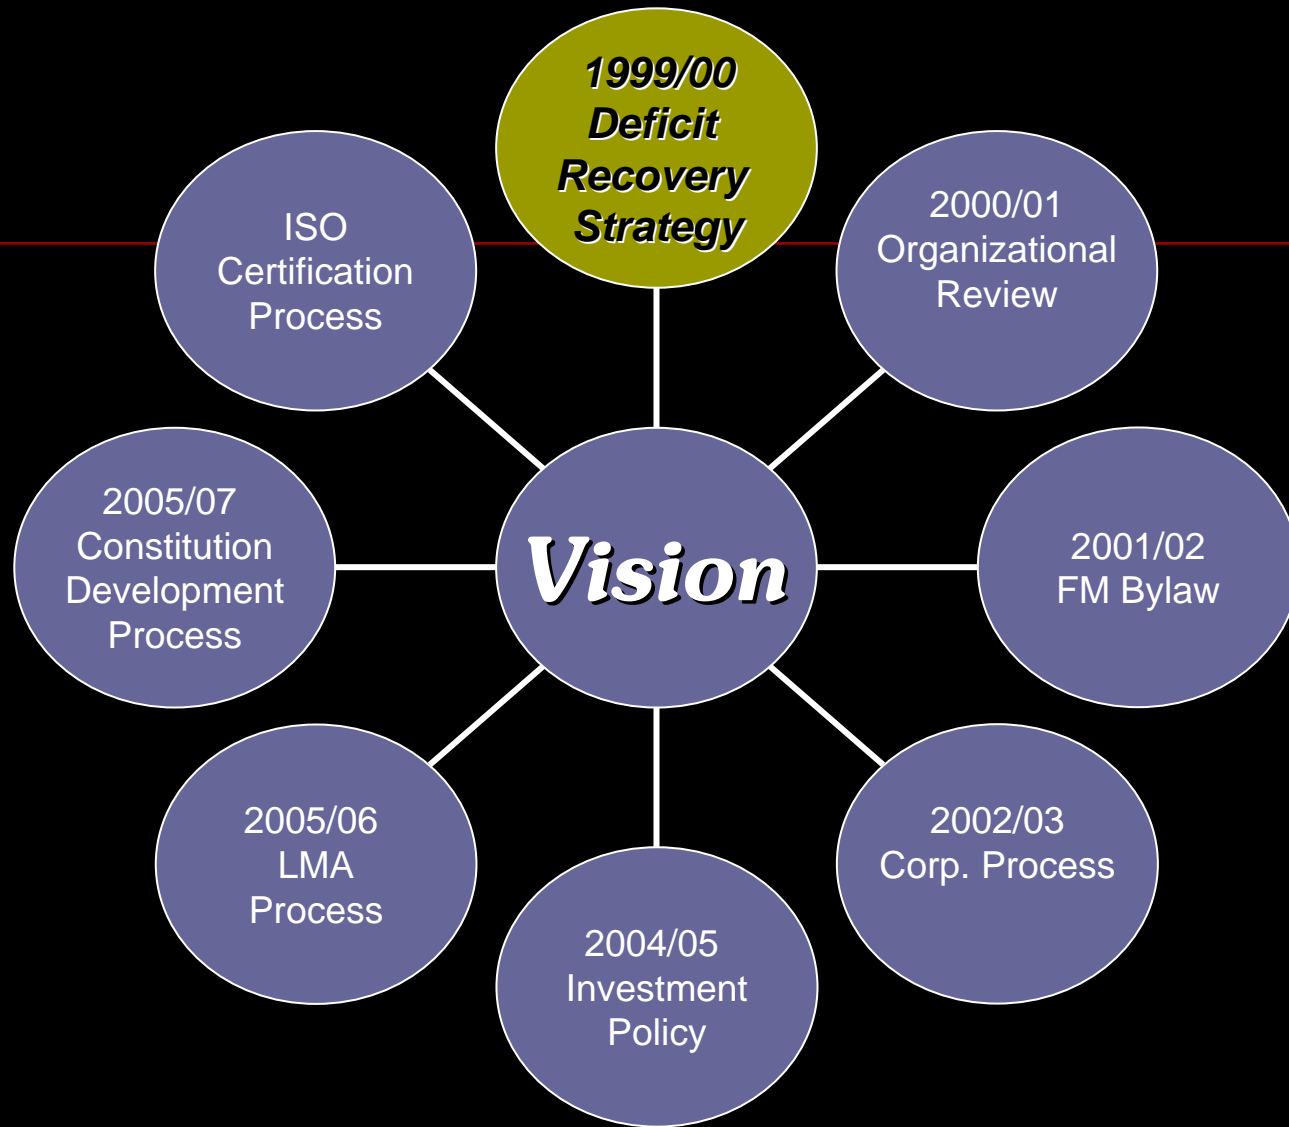 1999/00
Deficit
Recovery
Strategy
2000/01
Organizational
Review
2001/02
FM Bylaw
2002/03
Corp. Process
2004/05
Investment
Policy
2005/06
LMA
Process
2005/07
Constitution
Development
Process
ISO
Certification
Process
Vision